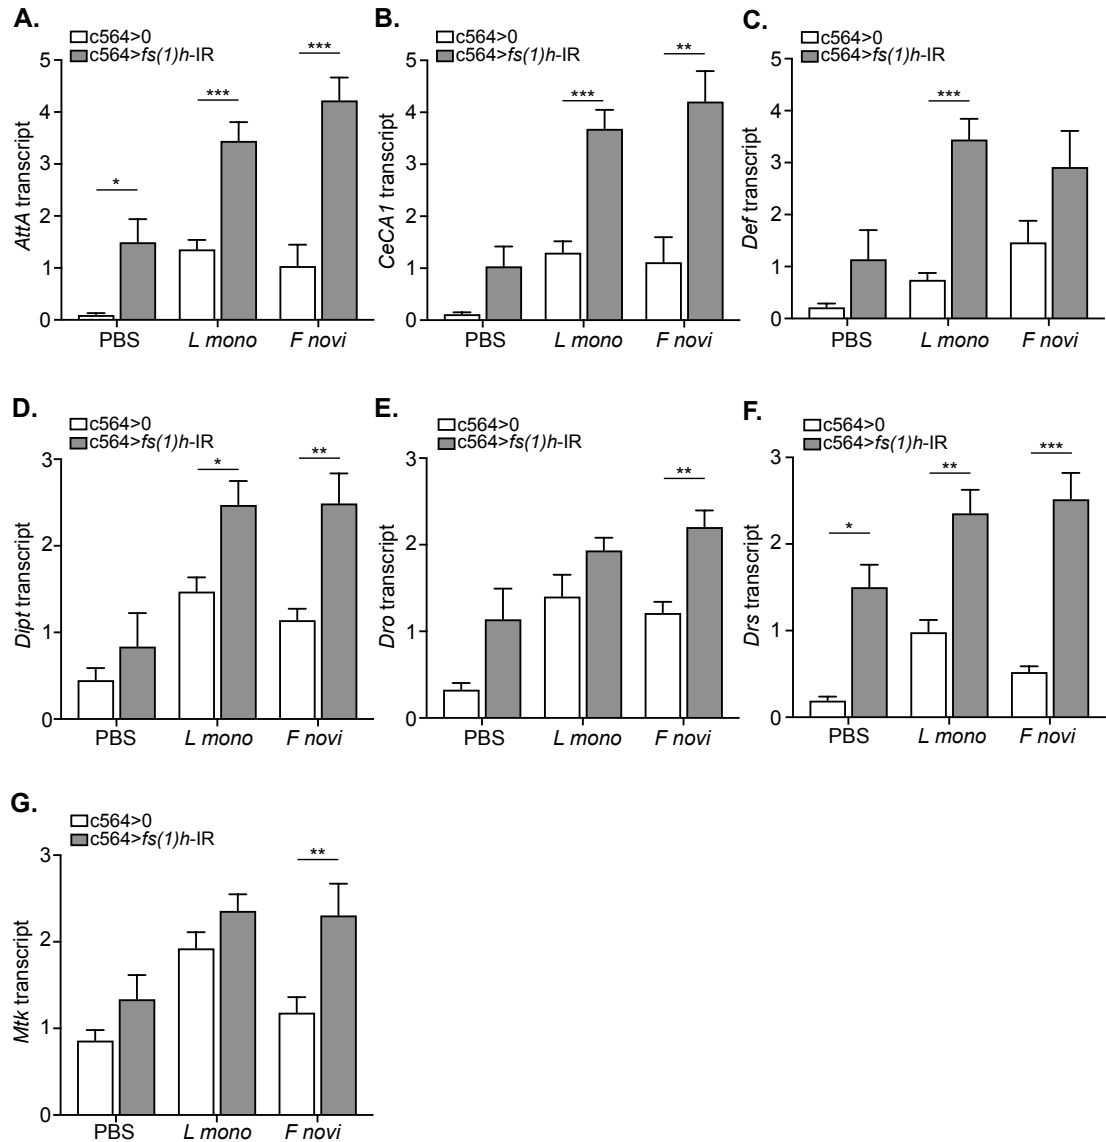 A.
c564>0
c564>fs(1)h-IR
AttA transcript
5
4
3
2
1
0
*
***
***
PBS
L mono
F novi
B.
c564>0
c564>fs(1)h-IR
CeCA1 transcript
5
4
3
2
1
0
***
**
PBS
L mono
F novi
C.
c564>0
c564>fs(1)h-IR
Def transcript
5
4
3
2
1
0
***
PBS
L mono
F novi
D.
c564>0
c564>fs(1)h-IR
Dipt transcript
3
2
1
0
*
**
PBS
L mono
F novi
E.
c564>0
c564>fs(1)h-IR
Dro transcript
3
2
1
0
**
PBS
L mono
F novi
F.
c564>0
c564>fs(1)h-IR
Drs transcript
3
2
1
0
*
**
***
PBS
L mono
F novi
G.
c564>0
c564>fs(1)h-IR
Mtk transcript
3
2
1
0
**
PBS
L mono
F novi